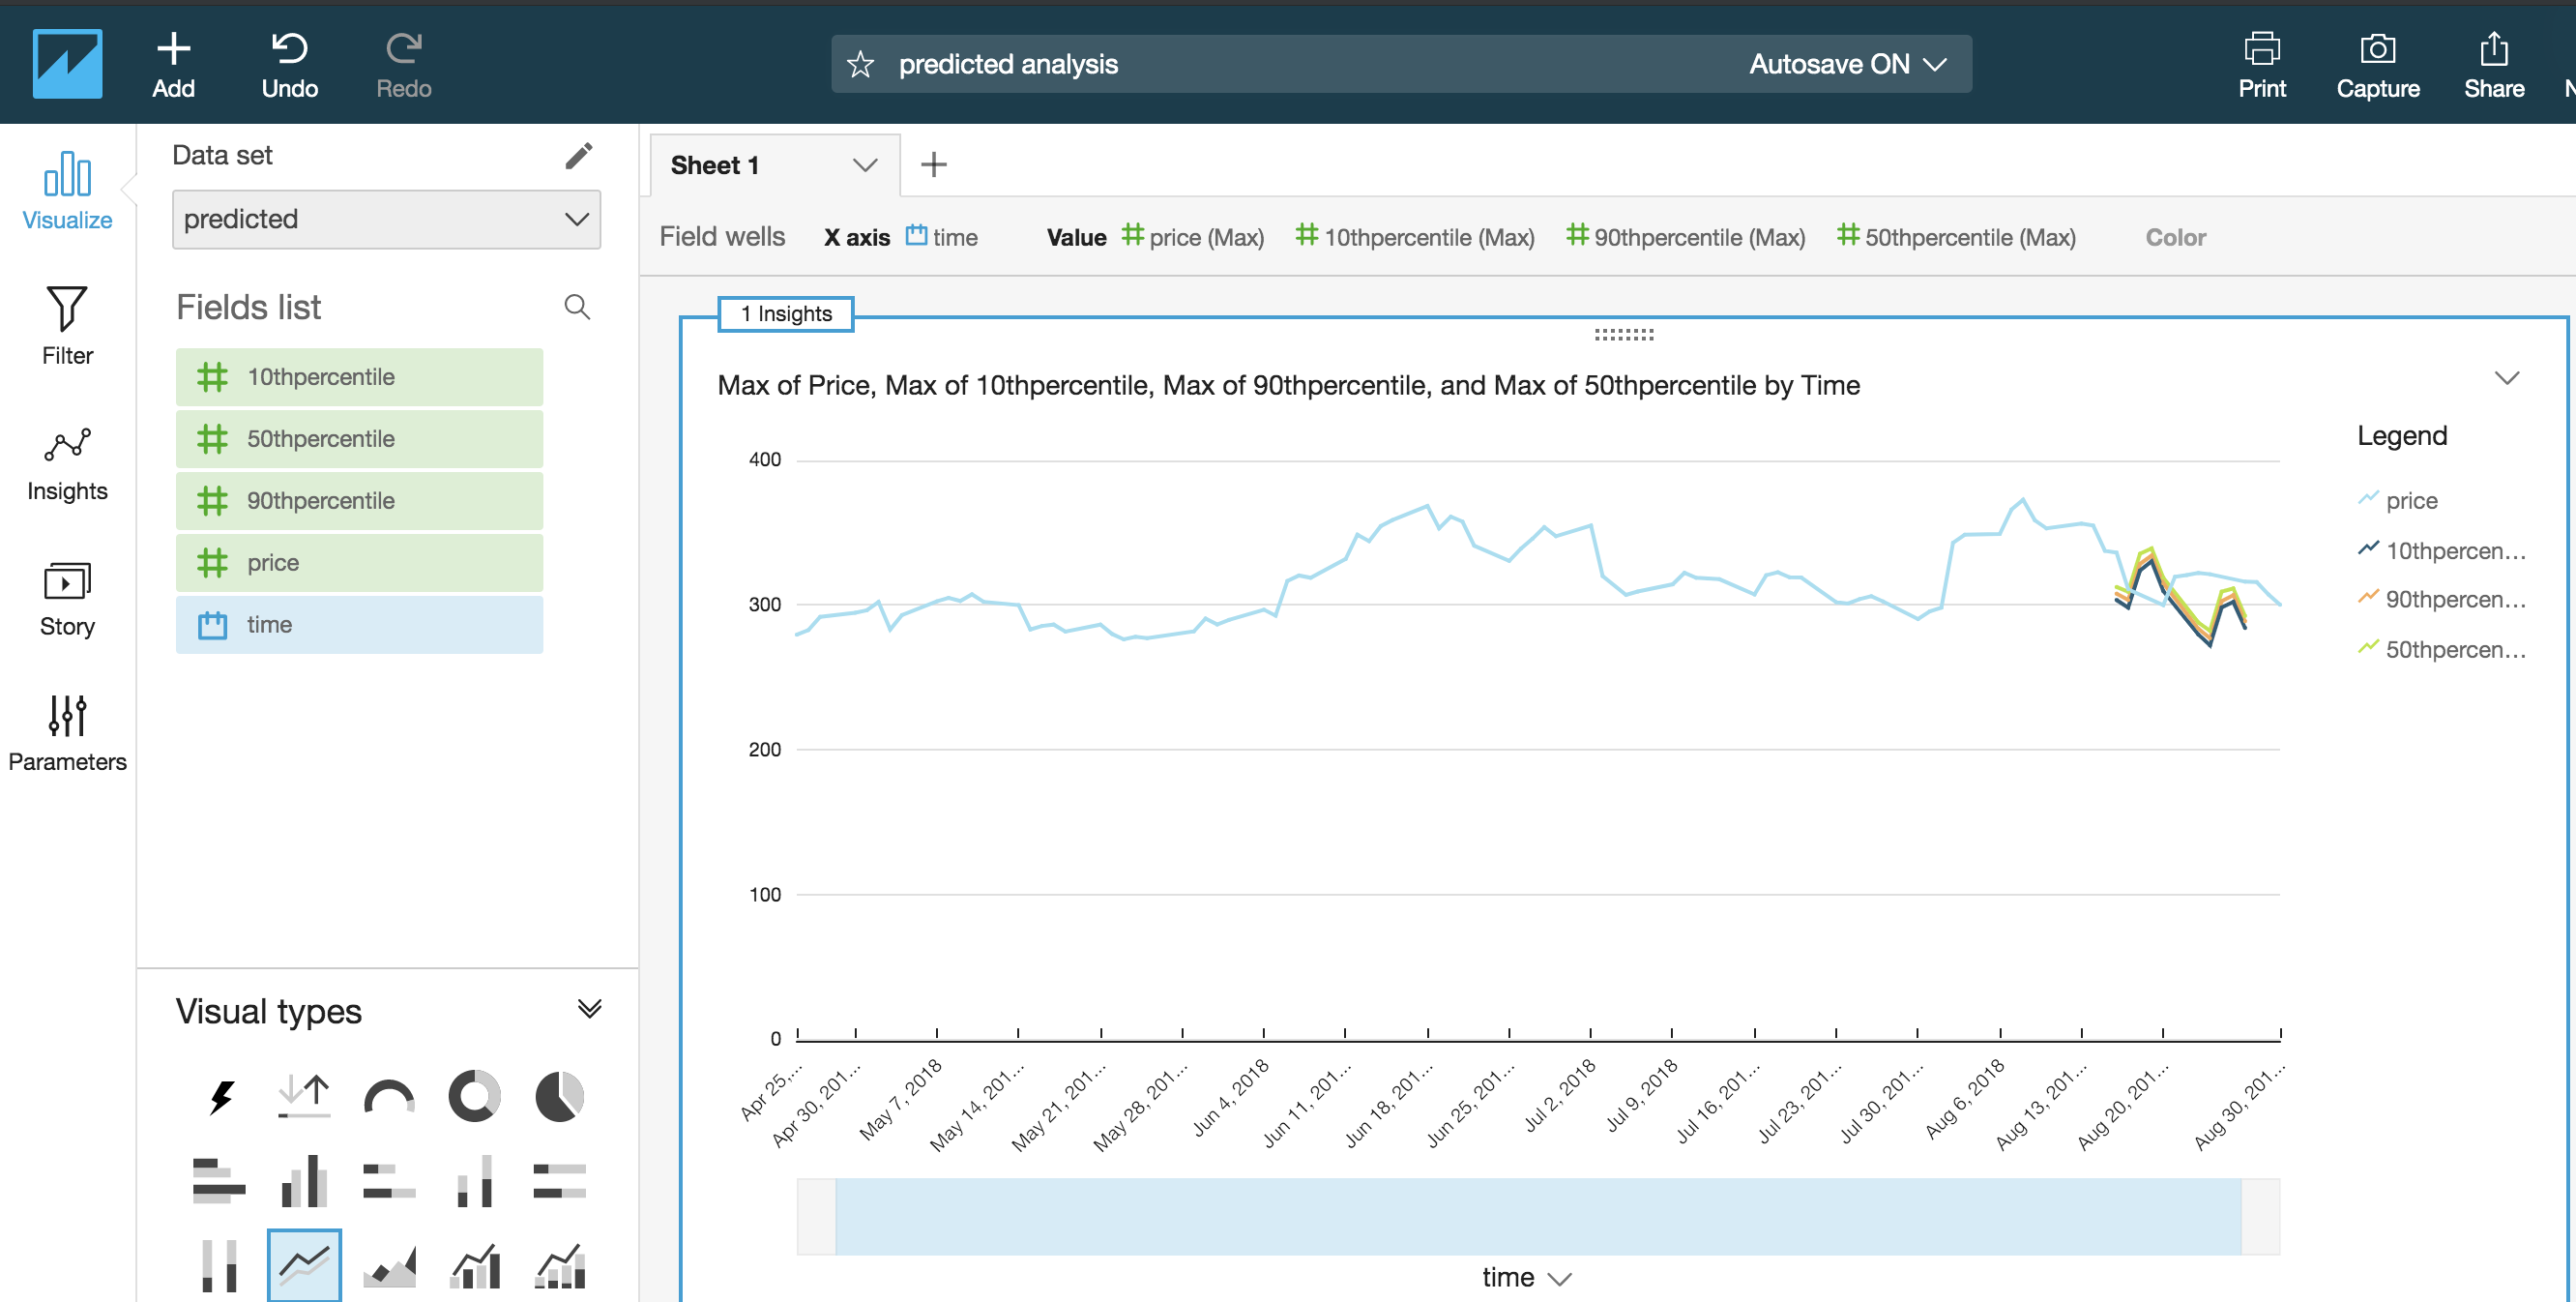 Add
Undo
Redo
predicted analysis
Autosave ON
Print
Capture
Share
N
Visualize
Filter
Insights
Story
Parameters
Data set
predicted
Fields list
10thpercentile
50thpercentile
90thpercentile
price
time
Visual types
Sheet 1
Field wells X axis time Value price (Max) 10thpercentile (Max) 90thpercentile (Max) 50thpercentile (Max) Color
1 Insights
Max of Price, Max of 10thpercentile, Max of 90thpercentile, and Max of 50thpercentile by Time
400
300
200
100
0
Apr 25,...
Apr 30, 201...
May 7, 2018
May 14, 201...
May 21, 201...
May 28, 201...
Jun 4, 2018
Jun 11, 201...
Jun 18, 201...
Jun 25, 201...
Jul 2, 2018
Jul 9, 2018
Jul 16, 201...
Jul 23, 201...
Jul 30, 201...
Aug 6, 2018
Aug 13, 201...
Aug 20, 201...
Aug 30, 201...
time
Legend
price
10thpercen...
90thpercen...
50thpercen...